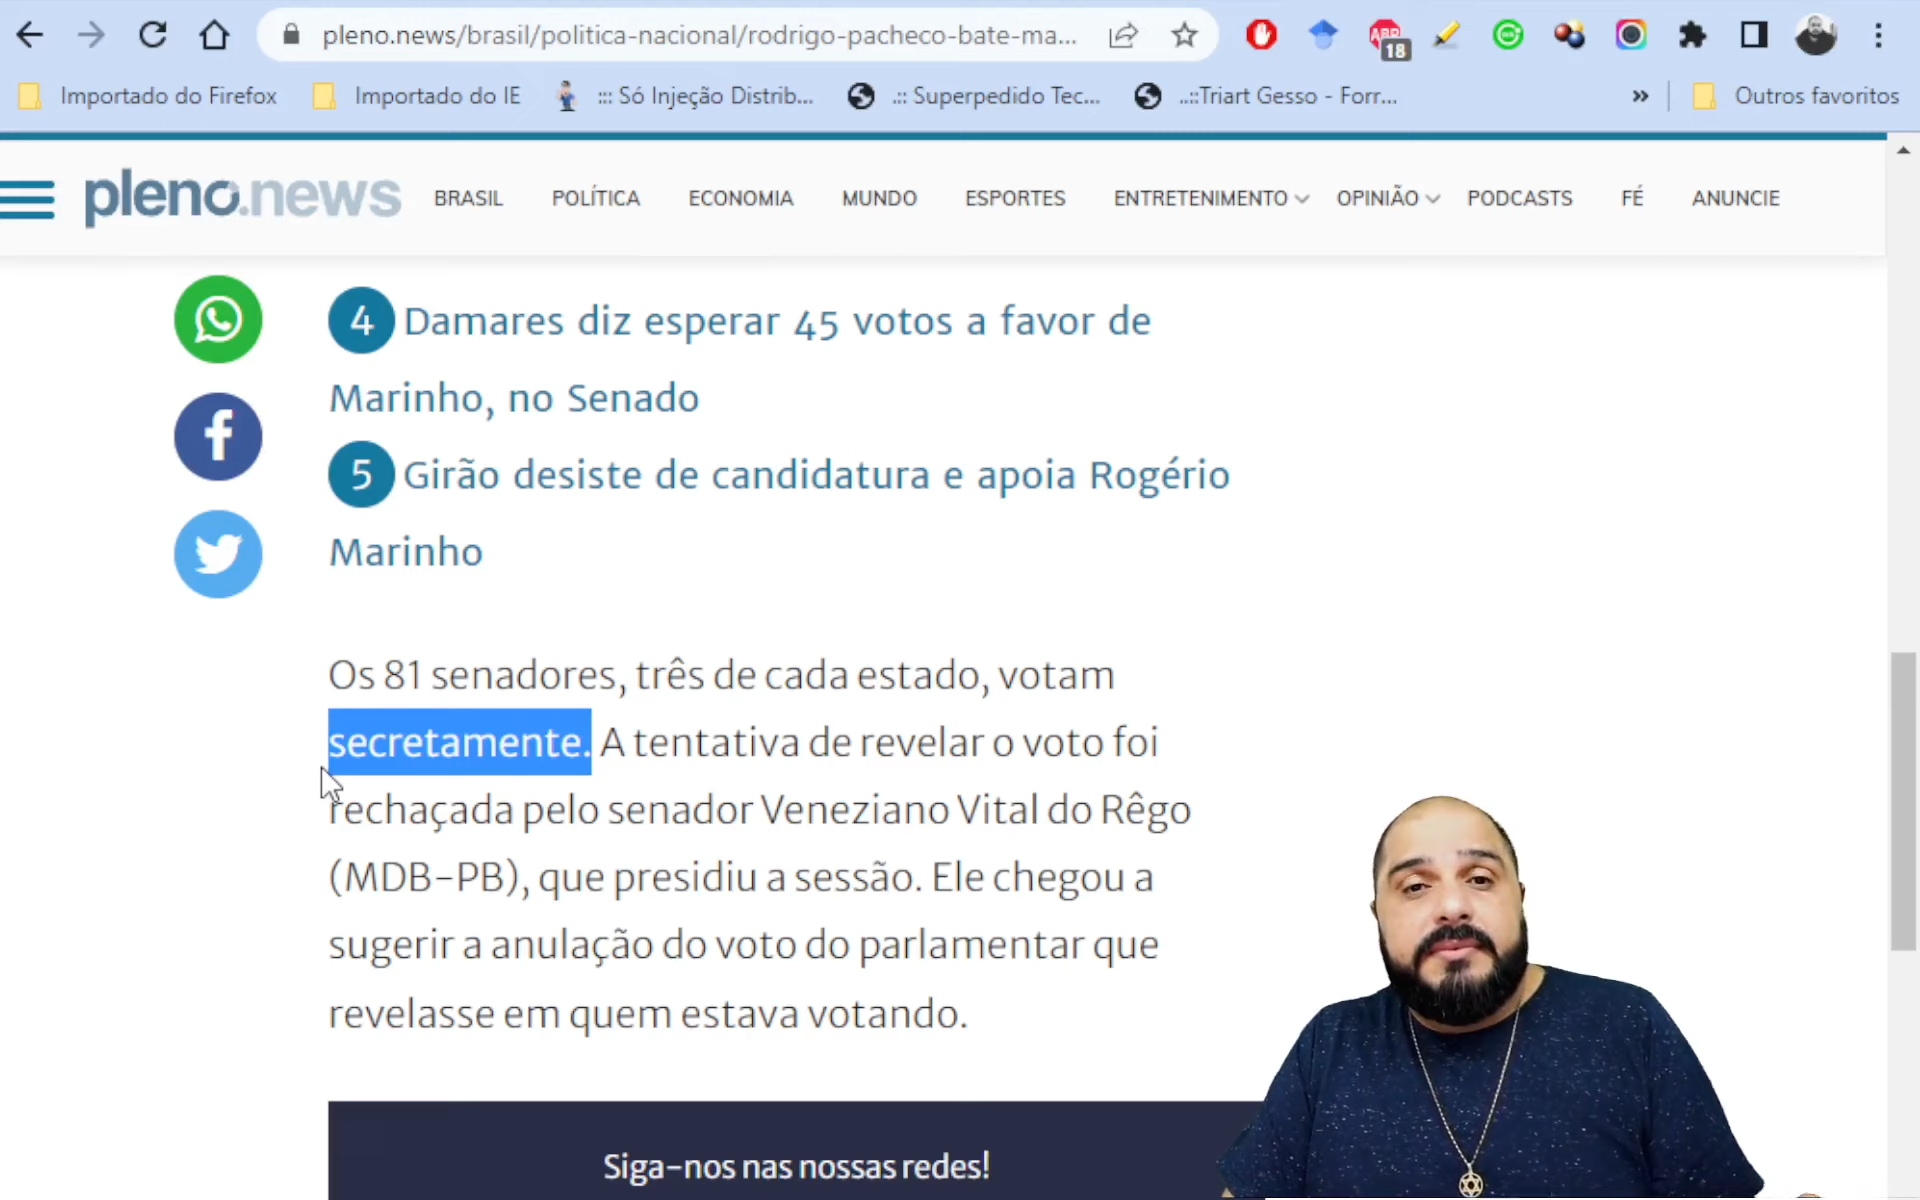 pleno.news/brasil/politica-nacional/rodrigo-pacheco-bate-ma...
ABP
18
Importado do Firefox
Importado do IE
::: Só Injeção Distrib...
.:: Superpedido Tec...
..::Triart Gesso - Forr...
»
Outros favoritos
pleno.news
BRASIL
POLÍTICA
ECONOMIA
MUNDO
ESPORTES
ENTRETENIMENTO
OPINIÃO
PODCASTS
FÉ
ANUNCIE
4 Damares diz esperar 45 votos a favor de
Marinho, no Senado
5 Girão desiste de candidatura e apoia Rogério
Marinho
Os 81 senadores, três de cada estado, votam
secretamente. A tentativa de revelar o voto foi
rechaçada pelo senador Veneziano Vital do Rêgo
(MDB-PB), que presidiu a sessão. Ele chegou a
sugerir a anulação do voto do parlamentar que
revelasse em quem estava votando.
Siga-nos nas nossas redes!